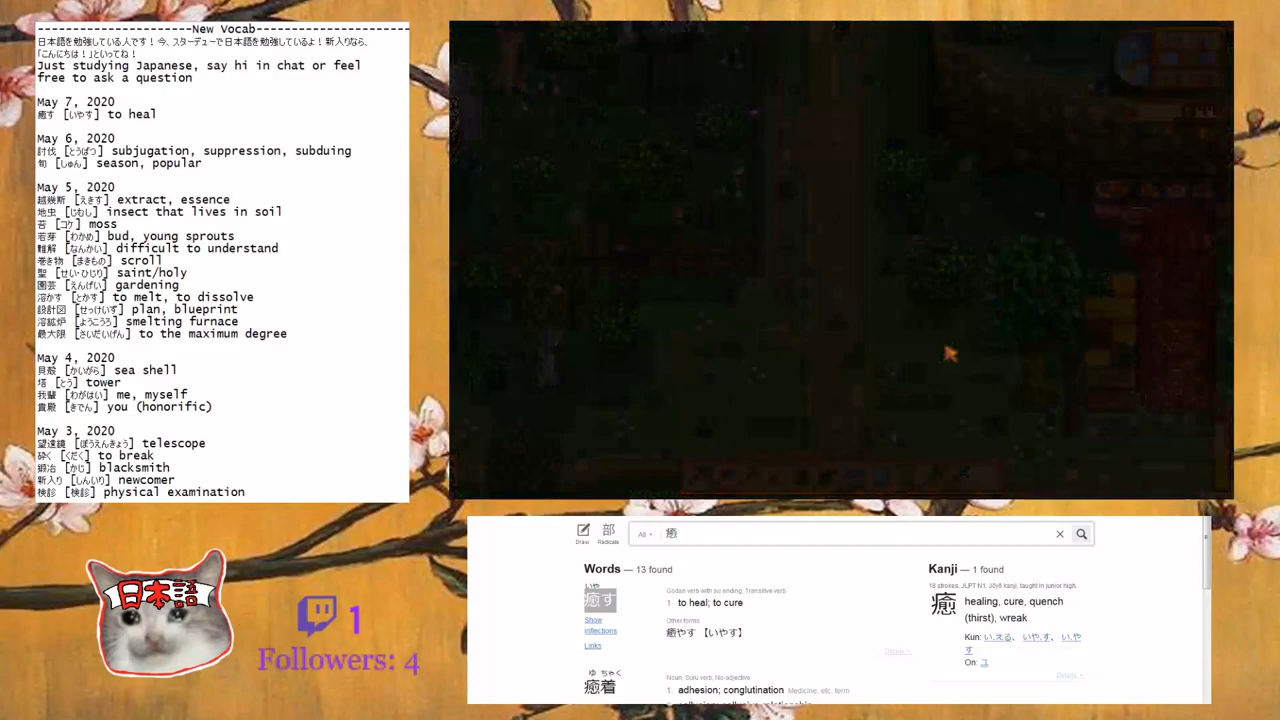 -----------------------New Vocab-----------------------
日本語を勉強している人です！今、スターデューで日本語を勉強しているよ！新入りなら、
「こんにちは！」といってね！
Just studying Japanese, say hi in chat or feel
free to ask a question
May 7, 2020
癒す [いやす] to heal
May 6, 2020
討伐 [とうばつ] subjugation, suppression, subduing
旬 [しゅん] season, popular
May 5, 2020
越幾斯 [えきす] extract, essence
地虫 [じむし] insect that lives in soil
苔 [コケ] moss
若芽 [わかめ] bud, young sprouts
難解 [なんかい] difficult to understand
巻き物 [まきもの] scroll
聖 [せい・ひじり] saint/holy
園芸 [えんげい] gardening
溶かす [とかす] to melt, to dissolve
設計図 [せっけいず] plan, blueprint
溶鉱炉 [ようこうろ] smelting furnace
最大限 [さいだいげん] to the maximum degree
May 4, 2020
貝殻 [かいがら] sea shell
塔 [とう] tower
我輩 [わがはい] me, myself
貴殿 [きでん] you (honorific)
May 3, 2020
望遠鏡 [ぼうえんきょう] telescope
砕く [くだく] to break
鍛冶 [かじ] blacksmith
新入り [しんいり] newcomer
検診 [検診] physical examination
日本語
1
Followers: 4
Draw
部
Radicals
All
癒
Words — 13 found
いや
癒す
Show
inflections
Links
Godan verb with su ending, Transitive verb
1. to heal; to cure
Other forms
癒やす 【いやす】
Details
ゆ ちゃく
癒着
Noun, Suru verb, No-adjective
1. adhesion; conglutination Medicine, etc. term
Kanji — 1 found
18 strokes. JLPT N1. Jōyō kanji, taught in junior high.
癒
healing, cure, quench
(thirst), wreak
Kun: い.える、 いや.す、 い.や
す
On: ユ
Details